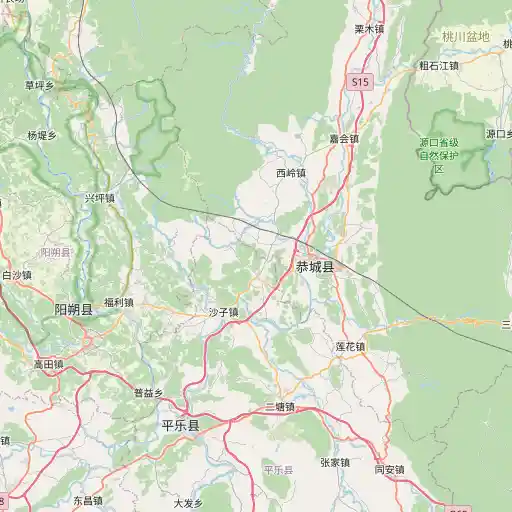 栗木镇
桃川盆地
粗石江镇
草坪乡
S15
杨堤乡
嘉会镇
源口省级
自然保护
区
源口乡
西岭镇
兴坪镇
阳朔县
白沙镇
恭城县
福利镇
阳朔县
沙子镇
莲花镇
高田镇
普益乡
二塘镇
平乐县
张家镇
平乐县
同安镇
东昌镇
大发乡